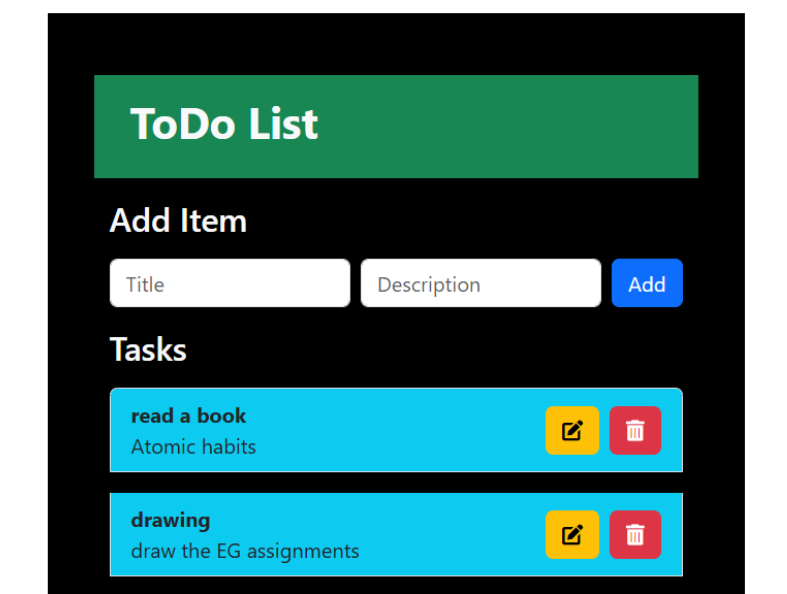 ToDo List
Add Item
Title
Description
Add
Tasks
read a book
Atomic habits
drawing
draw the EG assignments